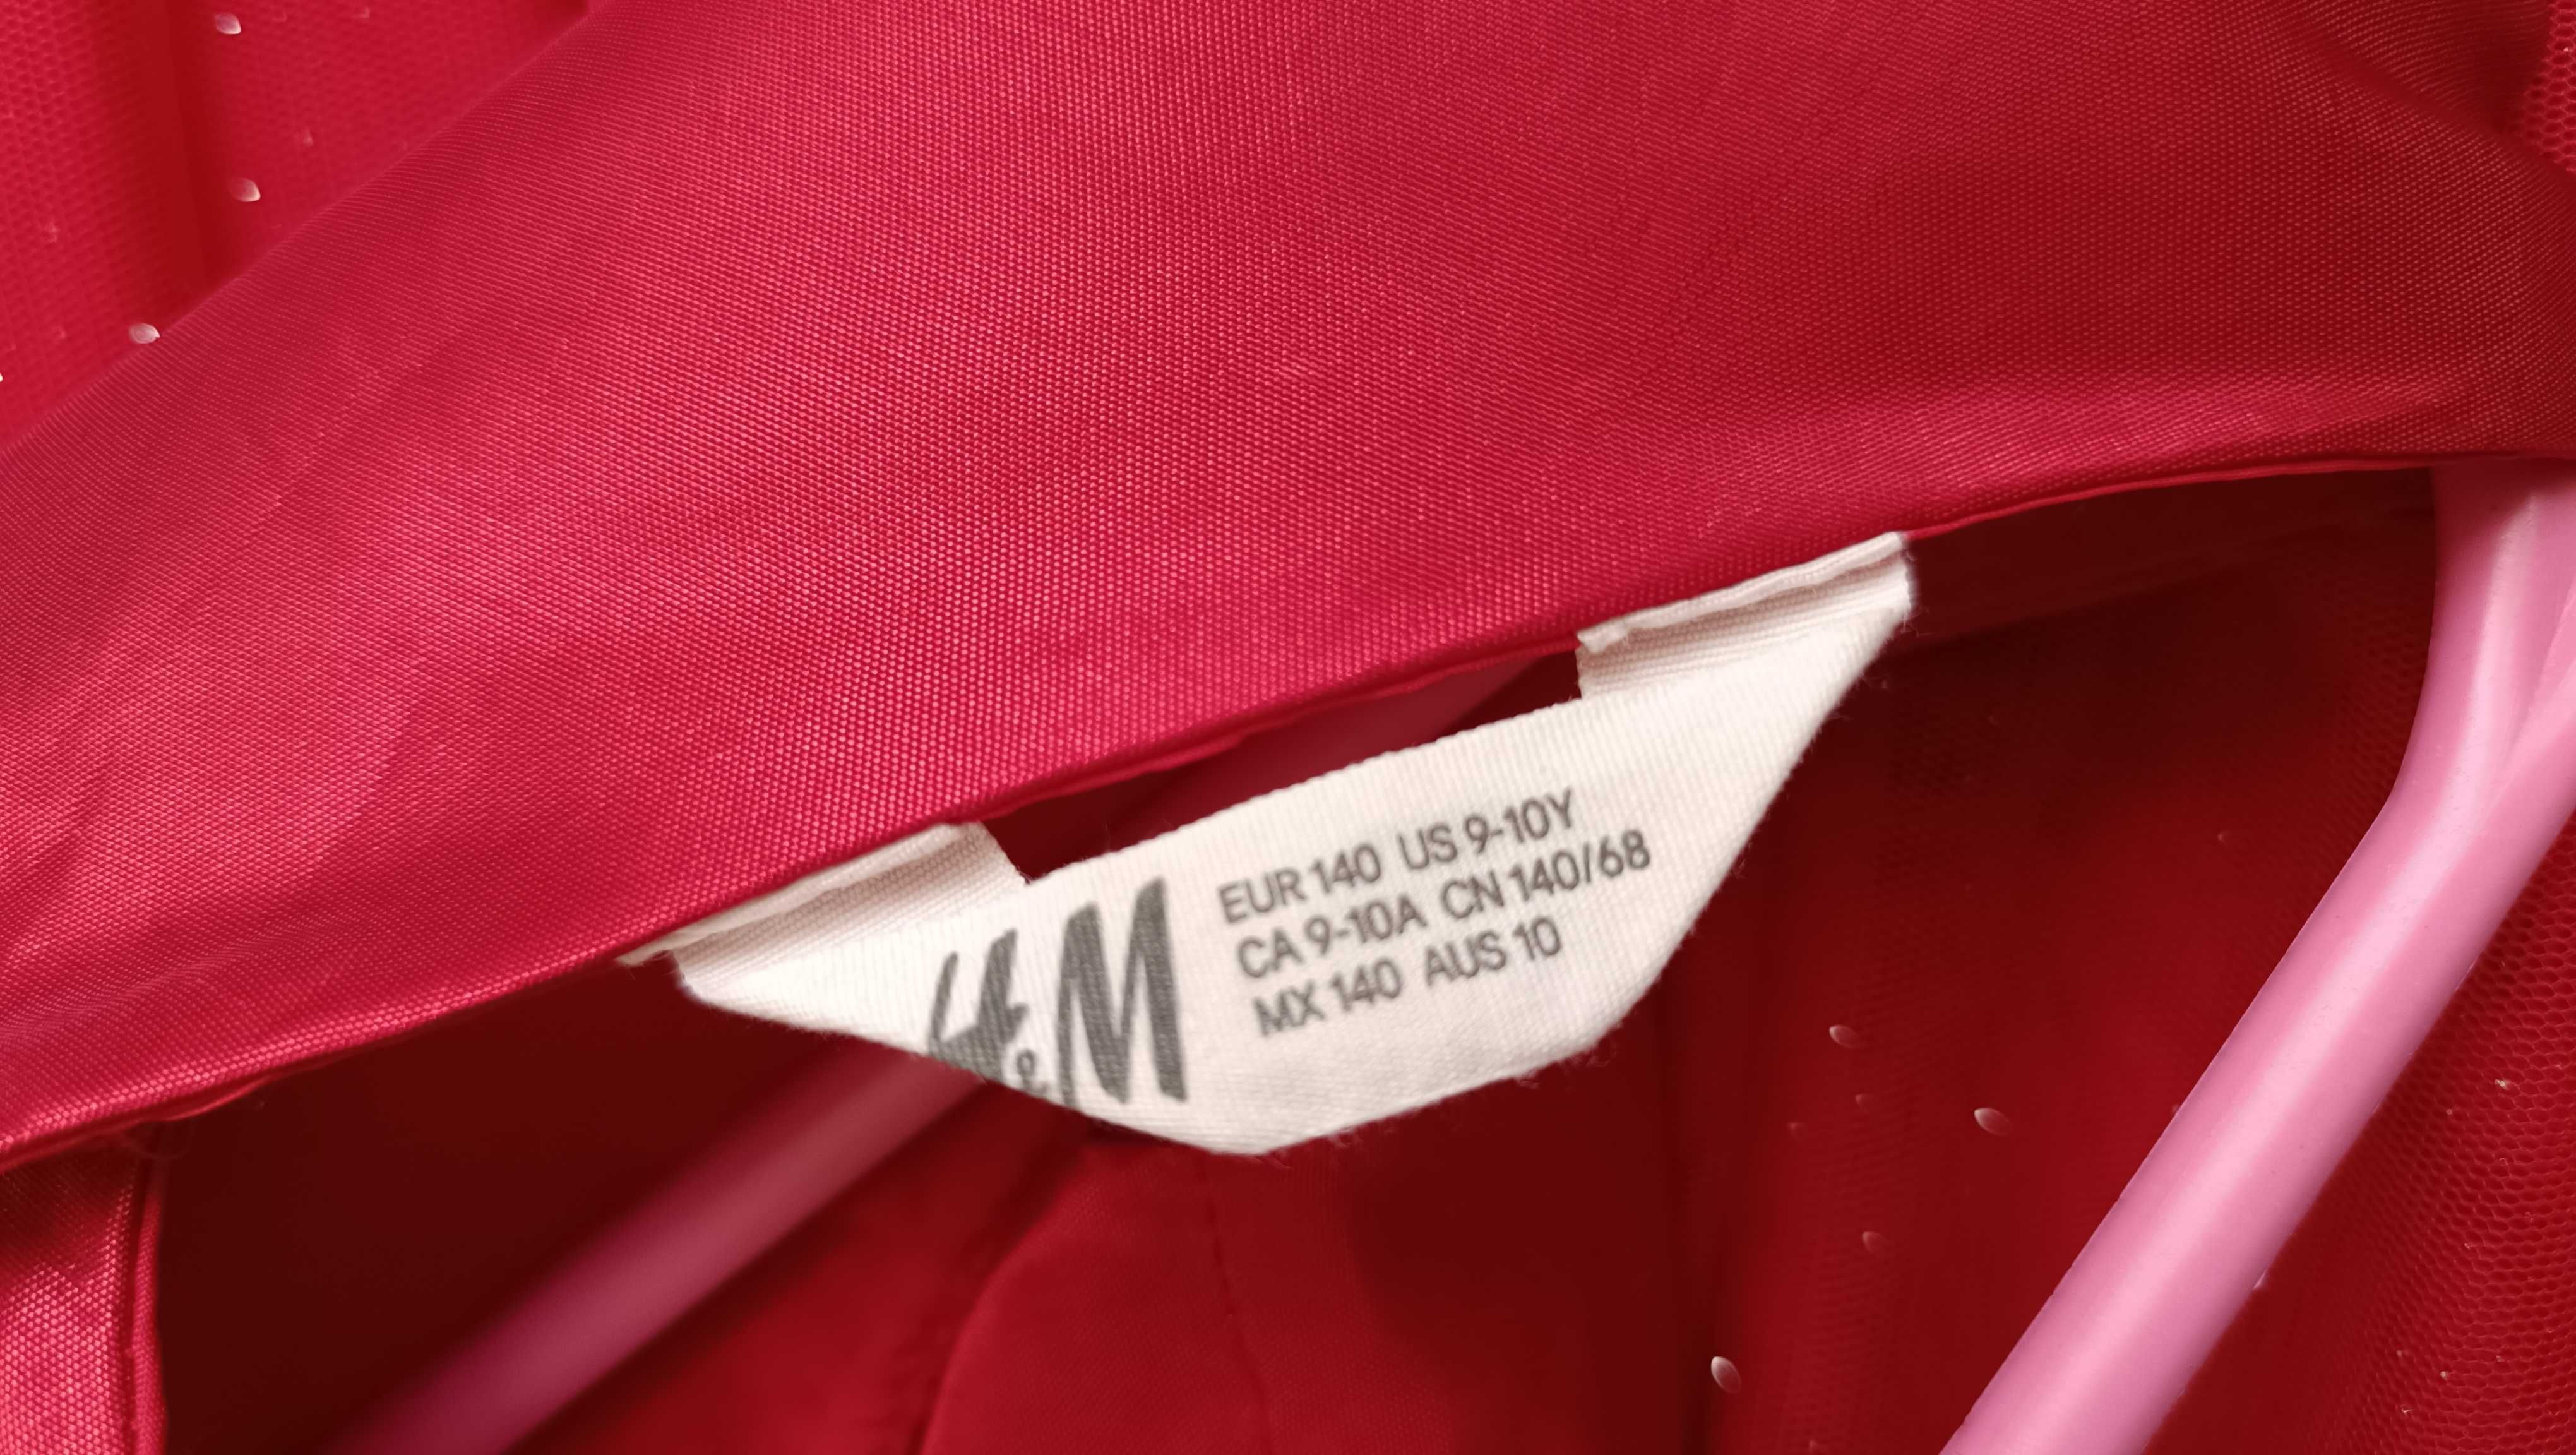 H&M
EUR 140 US 9-10Y
CA 9-10A CN 140/68
MX 140 AUS 10